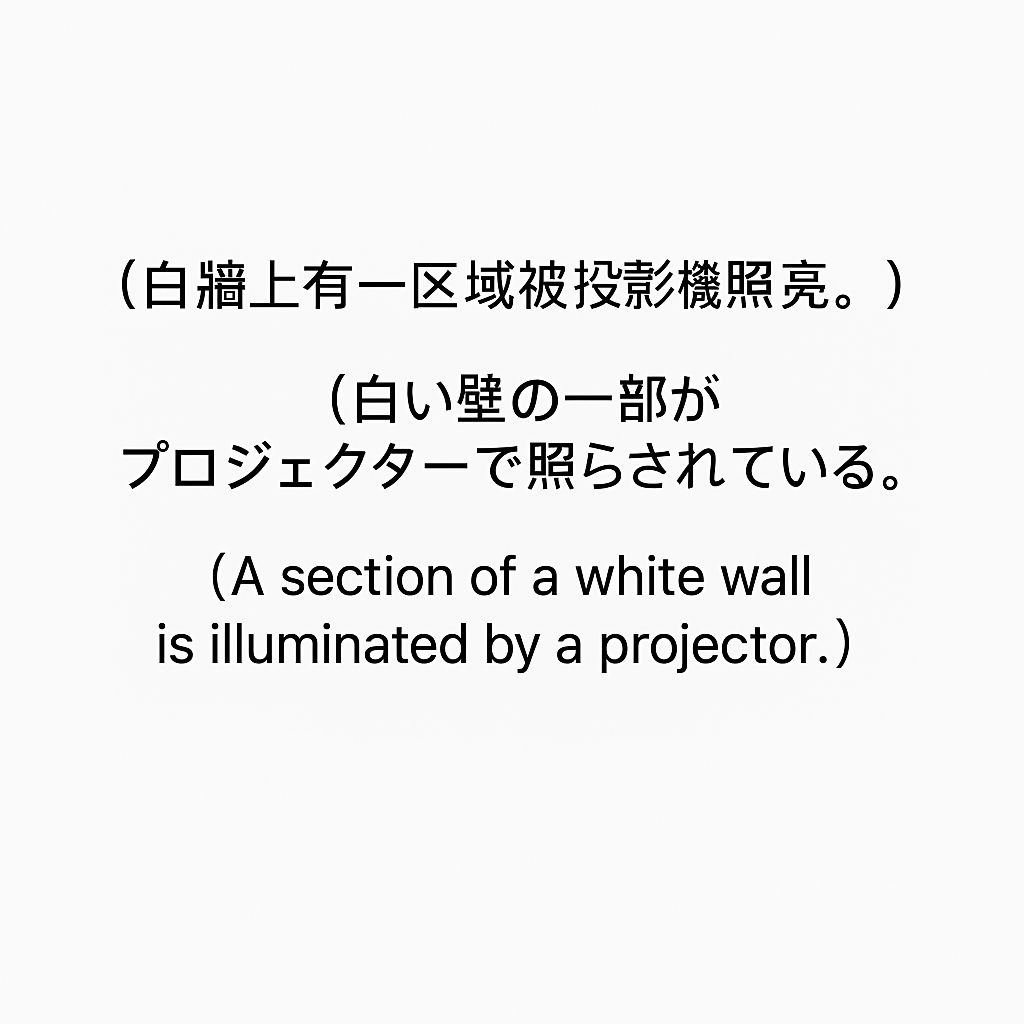 （白牆上有一区域被投影機照亮。）
（白い壁の一部が
プロジェクターで照らされている。
（A section of a white wall
is illuminated by a projector.）